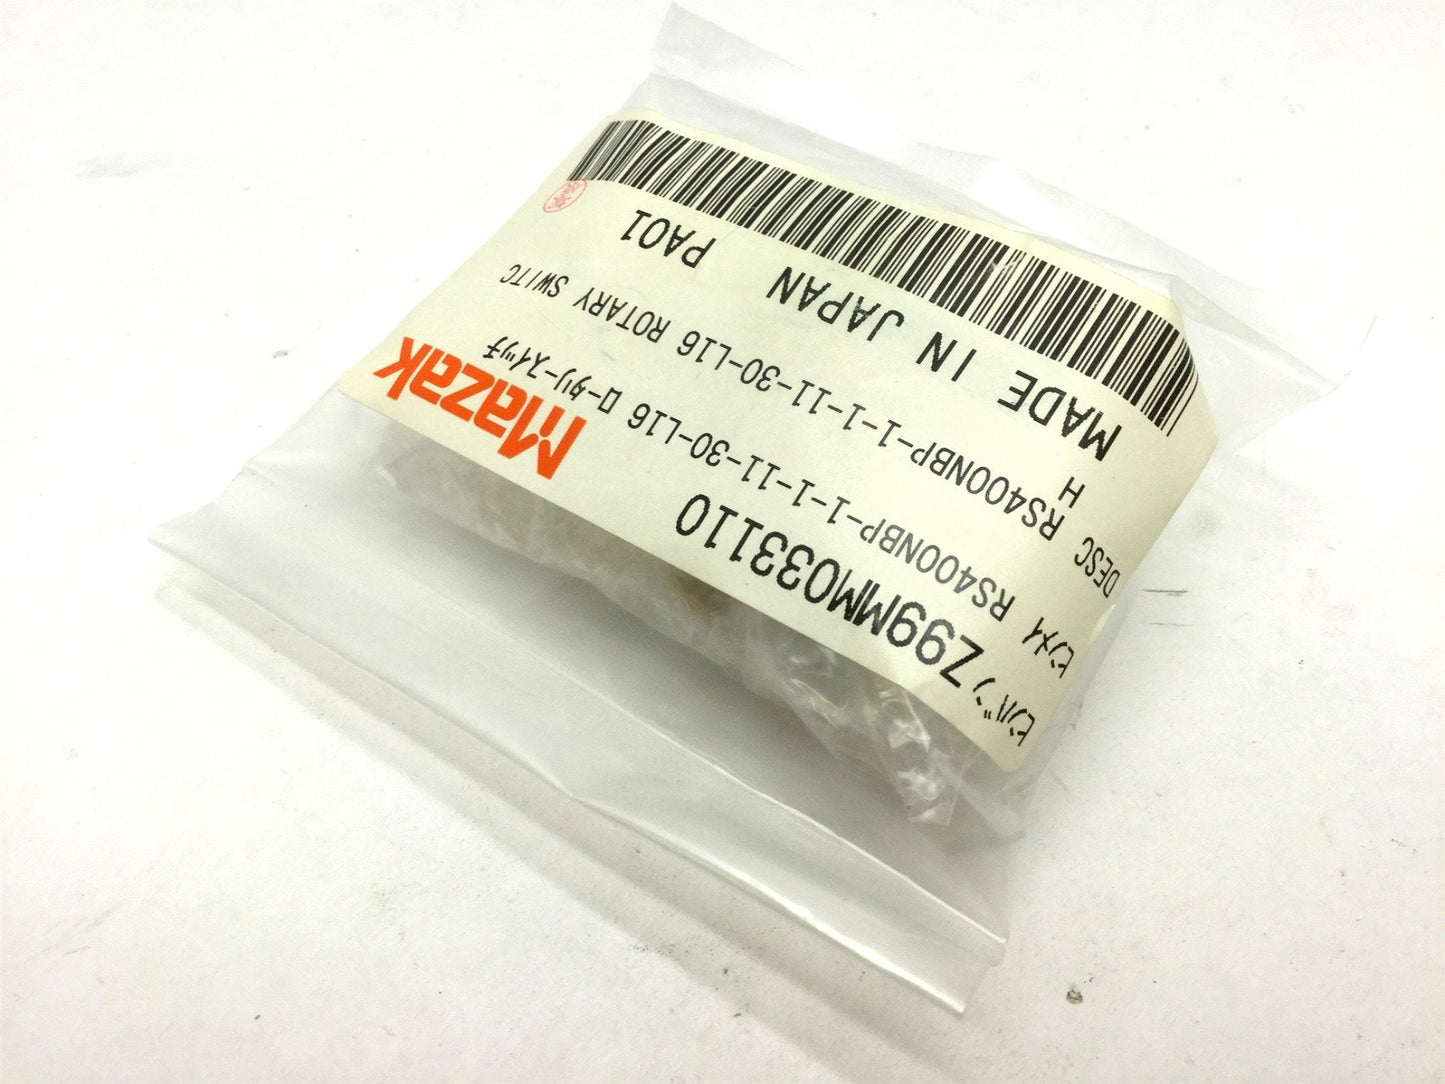 ヒンバン Z99MM0331110 Mazak
ヒンメイ RS400NBP-1-1-11-30-L16 ロータリースイッチ
DESC RS400NBP-1-1-11-30-L16 ROTARY SWITC
H
MADE IN JAPAN PA01